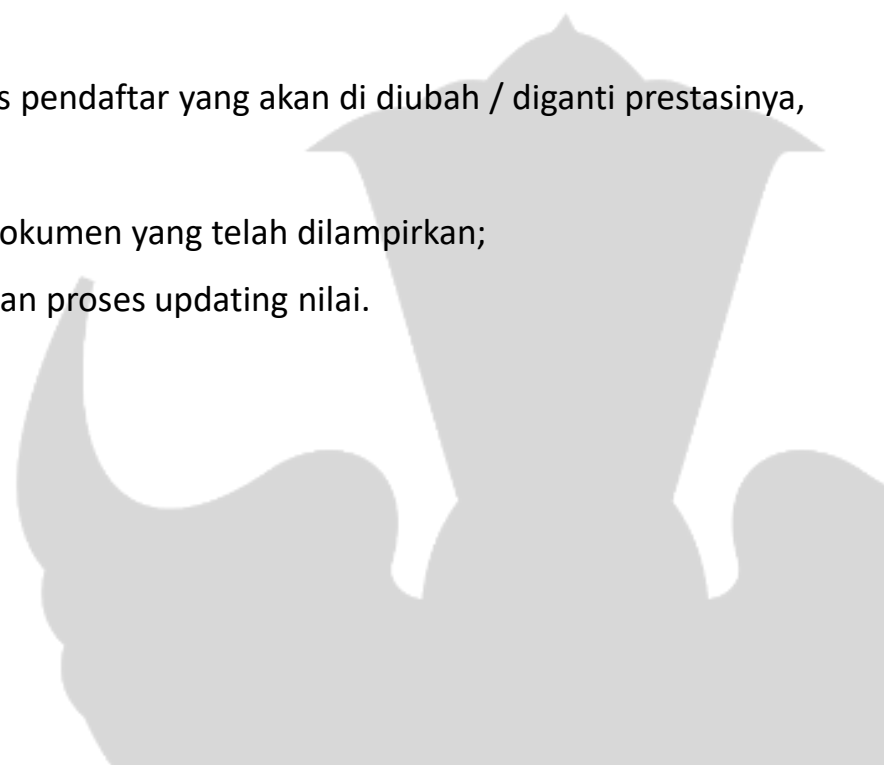 s pendaftar yang akan di diubah / diganti prestasinya,
okumen yang telah dilampirkan;
an proses updating nilai.